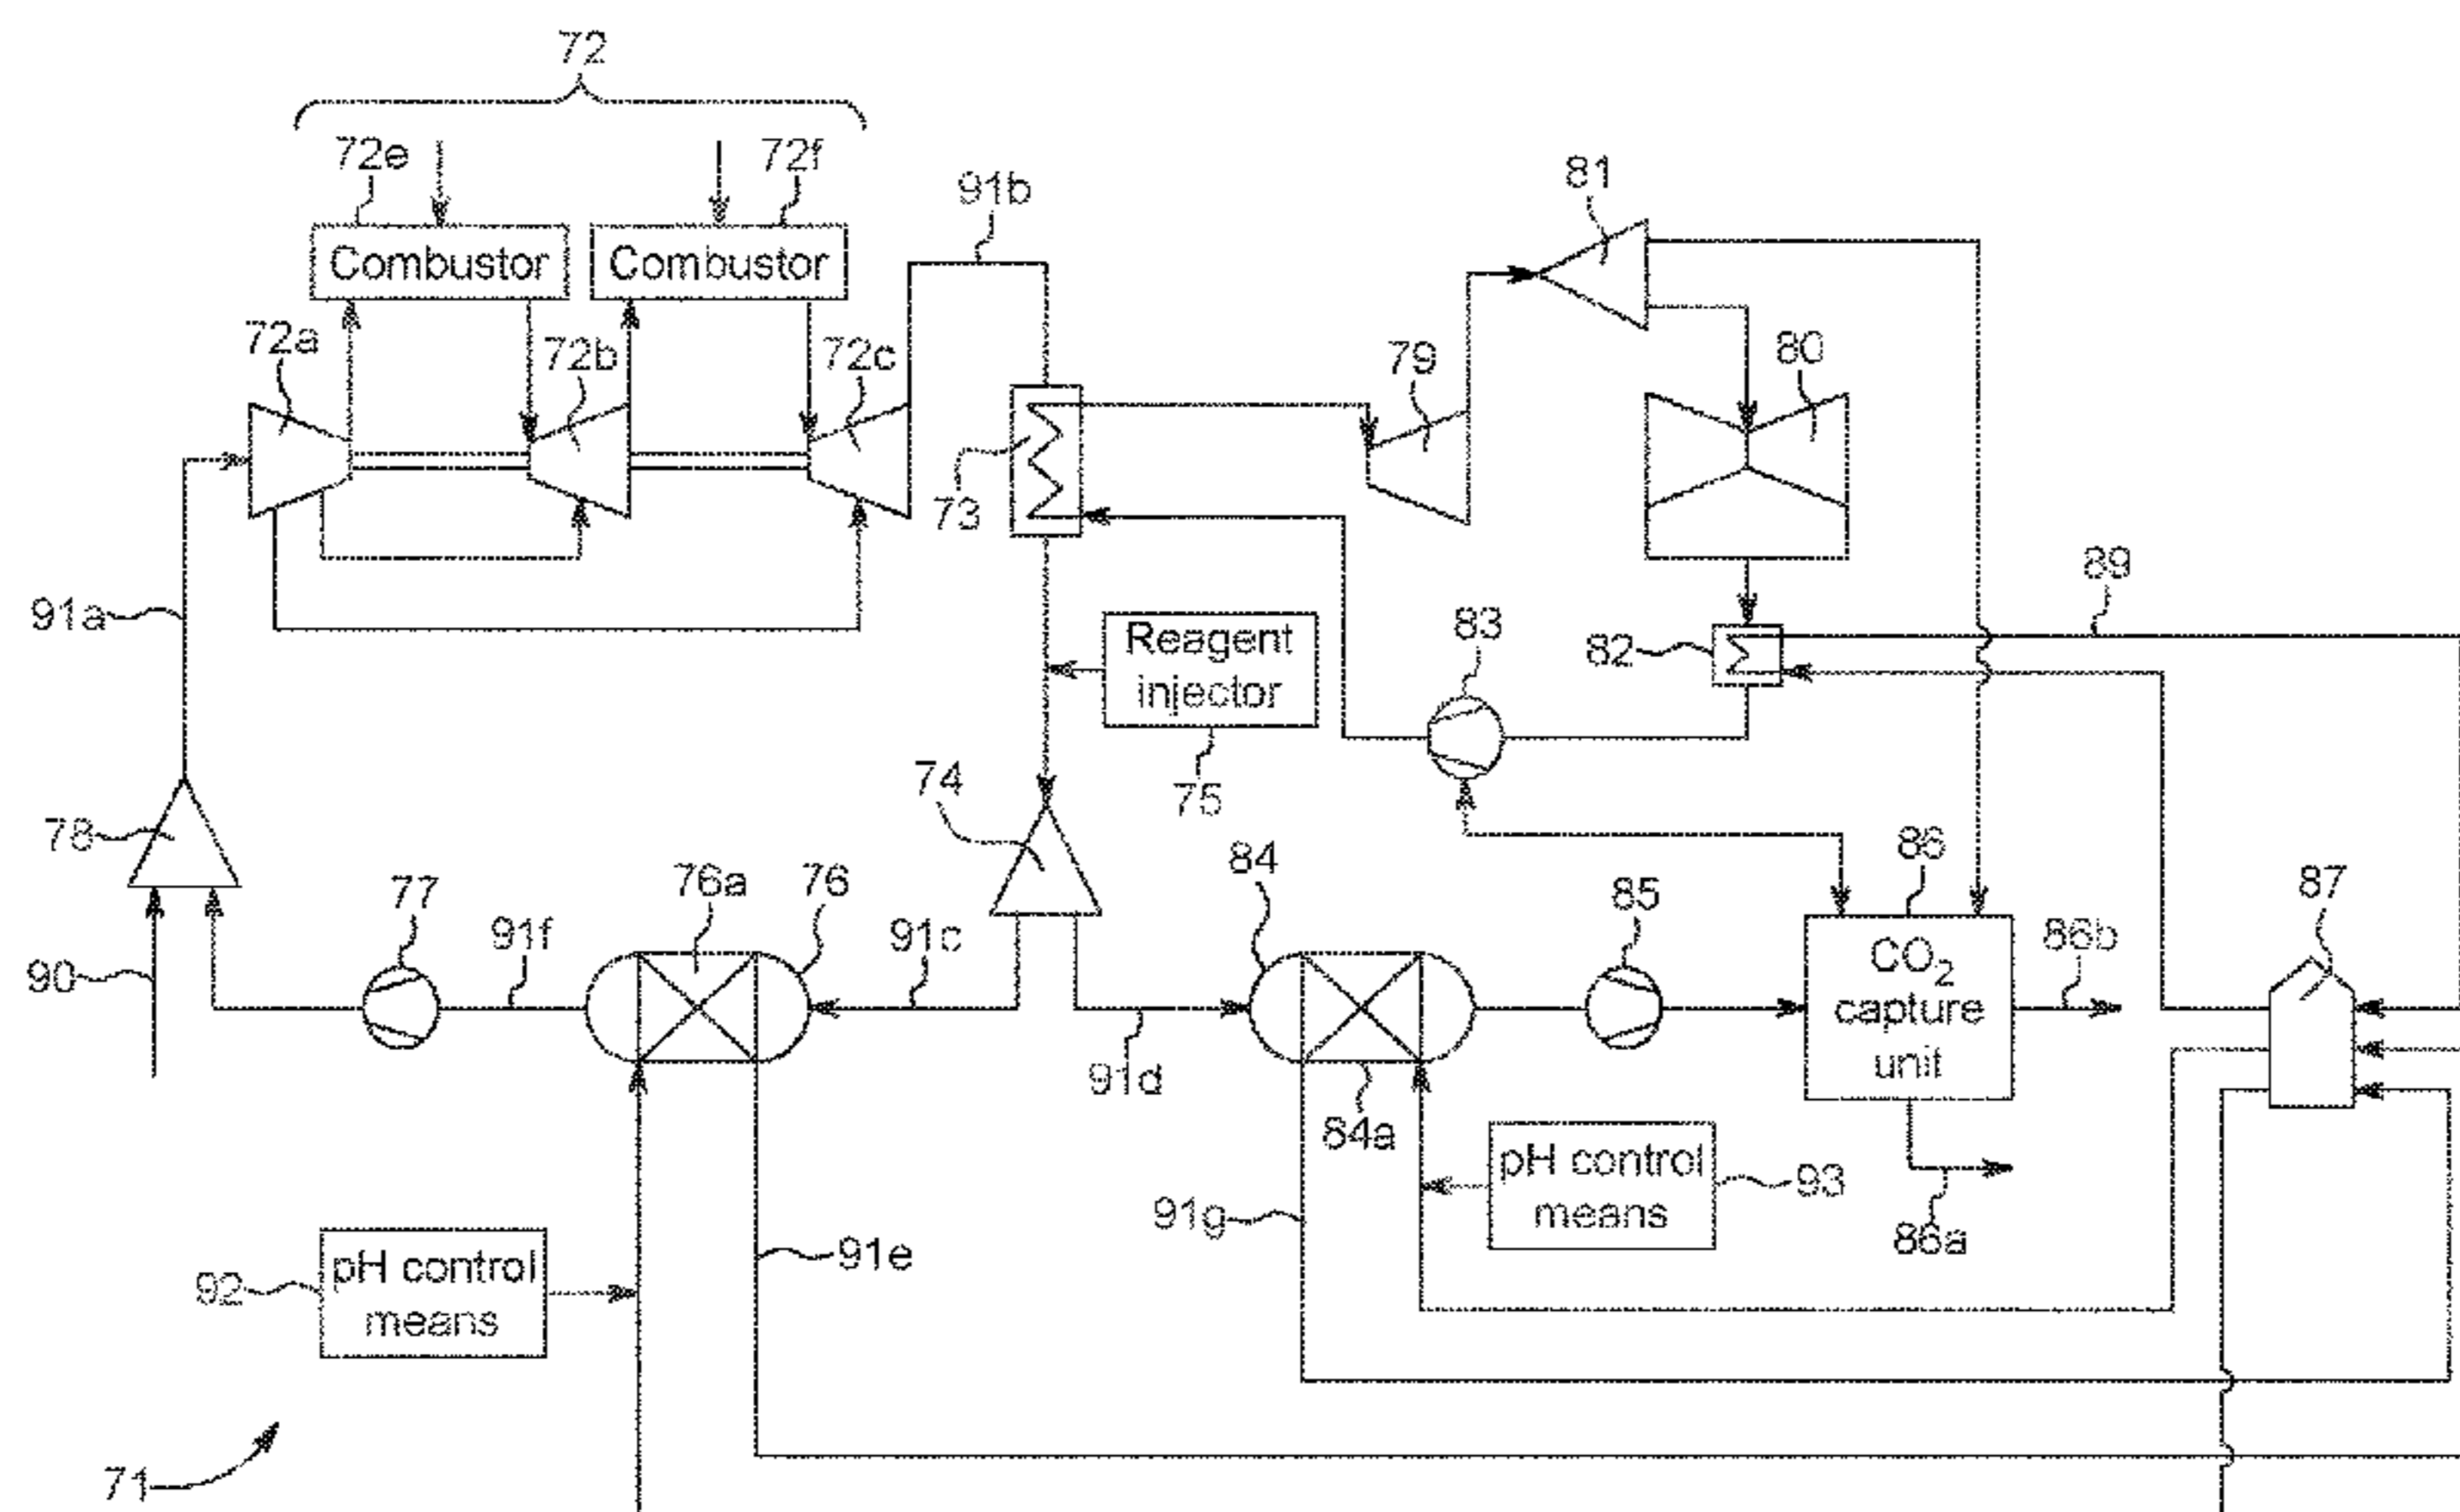 72
72e
72f
Combustor
Combustor
91b
81
72a
72b
72c
79
80
73
91a
89
Reagent
injector
83
82
75
74
78
84
86
87
77
76a
76
85
91f
91c
86b
CO2
capture
unit
90
91d
84a
pH control
means
93
91g
86a
91e
pH control
means
92
71